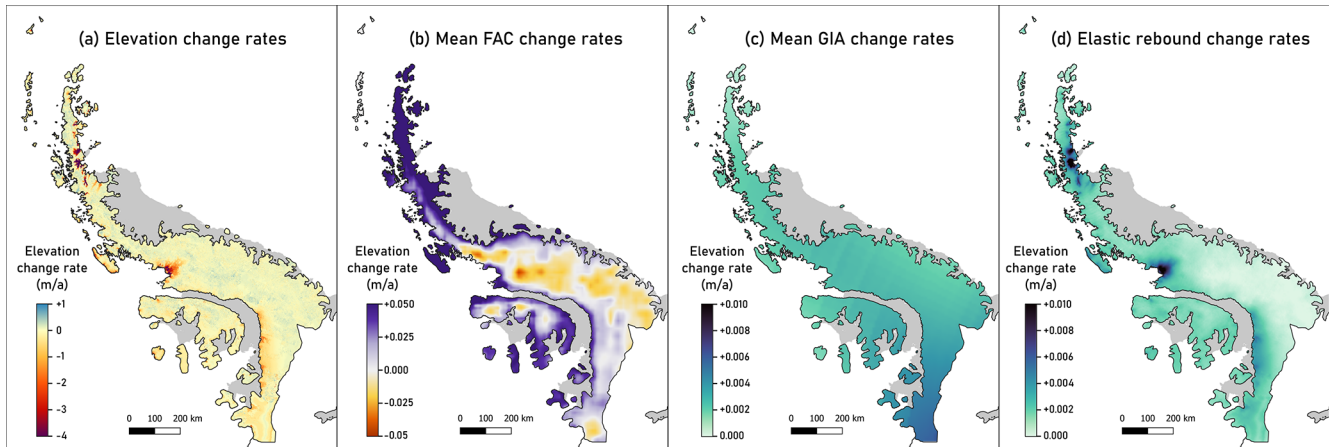 (a) Elevation change rates
Elevation
change rate
(m/a)
+1
0
−1
−2
−3
−4
0 100 200 km
(b) Mean FAC change rates
Elevation
change rate
(m/a)
+0.050
+0.025
0.000
−0.025
−0.05
0 100 200 km
(c) Mean GIA change rates
Elevation
change rate
(m/a)
+0.010
+0.008
+0.006
+0.004
+0.002
0.000
0 100 200 km
(d) Elastic rebound change rates
Elevation
change rate
(m/a)
+0.010
+0.008
+0.006
+0.004
+0.002
0.000
0 100 200 km